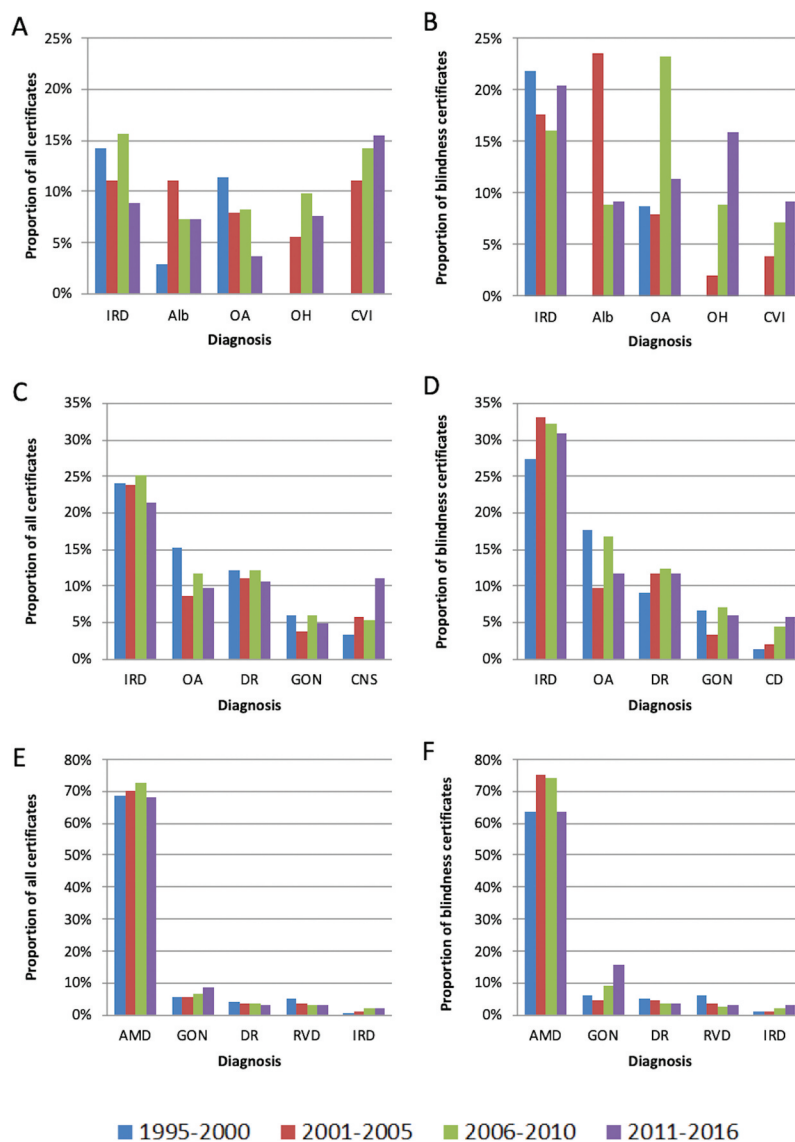 A
Proportion of all certificates
25%
20%
15%
10%
5%
0%
IRD Alb OA OH CVI
Diagnosis
B
Proportion of blindness certificates
25%
20%
15%
10%
5%
0%
IRD Alb OA OH CVI
Diagnosis
C
Proportion of all certificates
35%
30%
25%
20%
15%
10%
5%
0%
IRD OA DR GON CNS
Diagnosis
D
Proportion of blindness certificates
35%
30%
25%
20%
15%
10%
5%
0%
IRD OA DR GON CD
Diagnosis
E
Proportion of all certificates
80%
70%
60%
50%
40%
30%
20%
10%
0%
AMD GON DR RVD IRD
Diagnosis
F
Proportion of blindness certificates
80%
70%
60%
50%
40%
30%
20%
10%
0%
AMD GON DR RVD IRD
Diagnosis
1995-2000 2001-2005 2006-2010 2011-2016